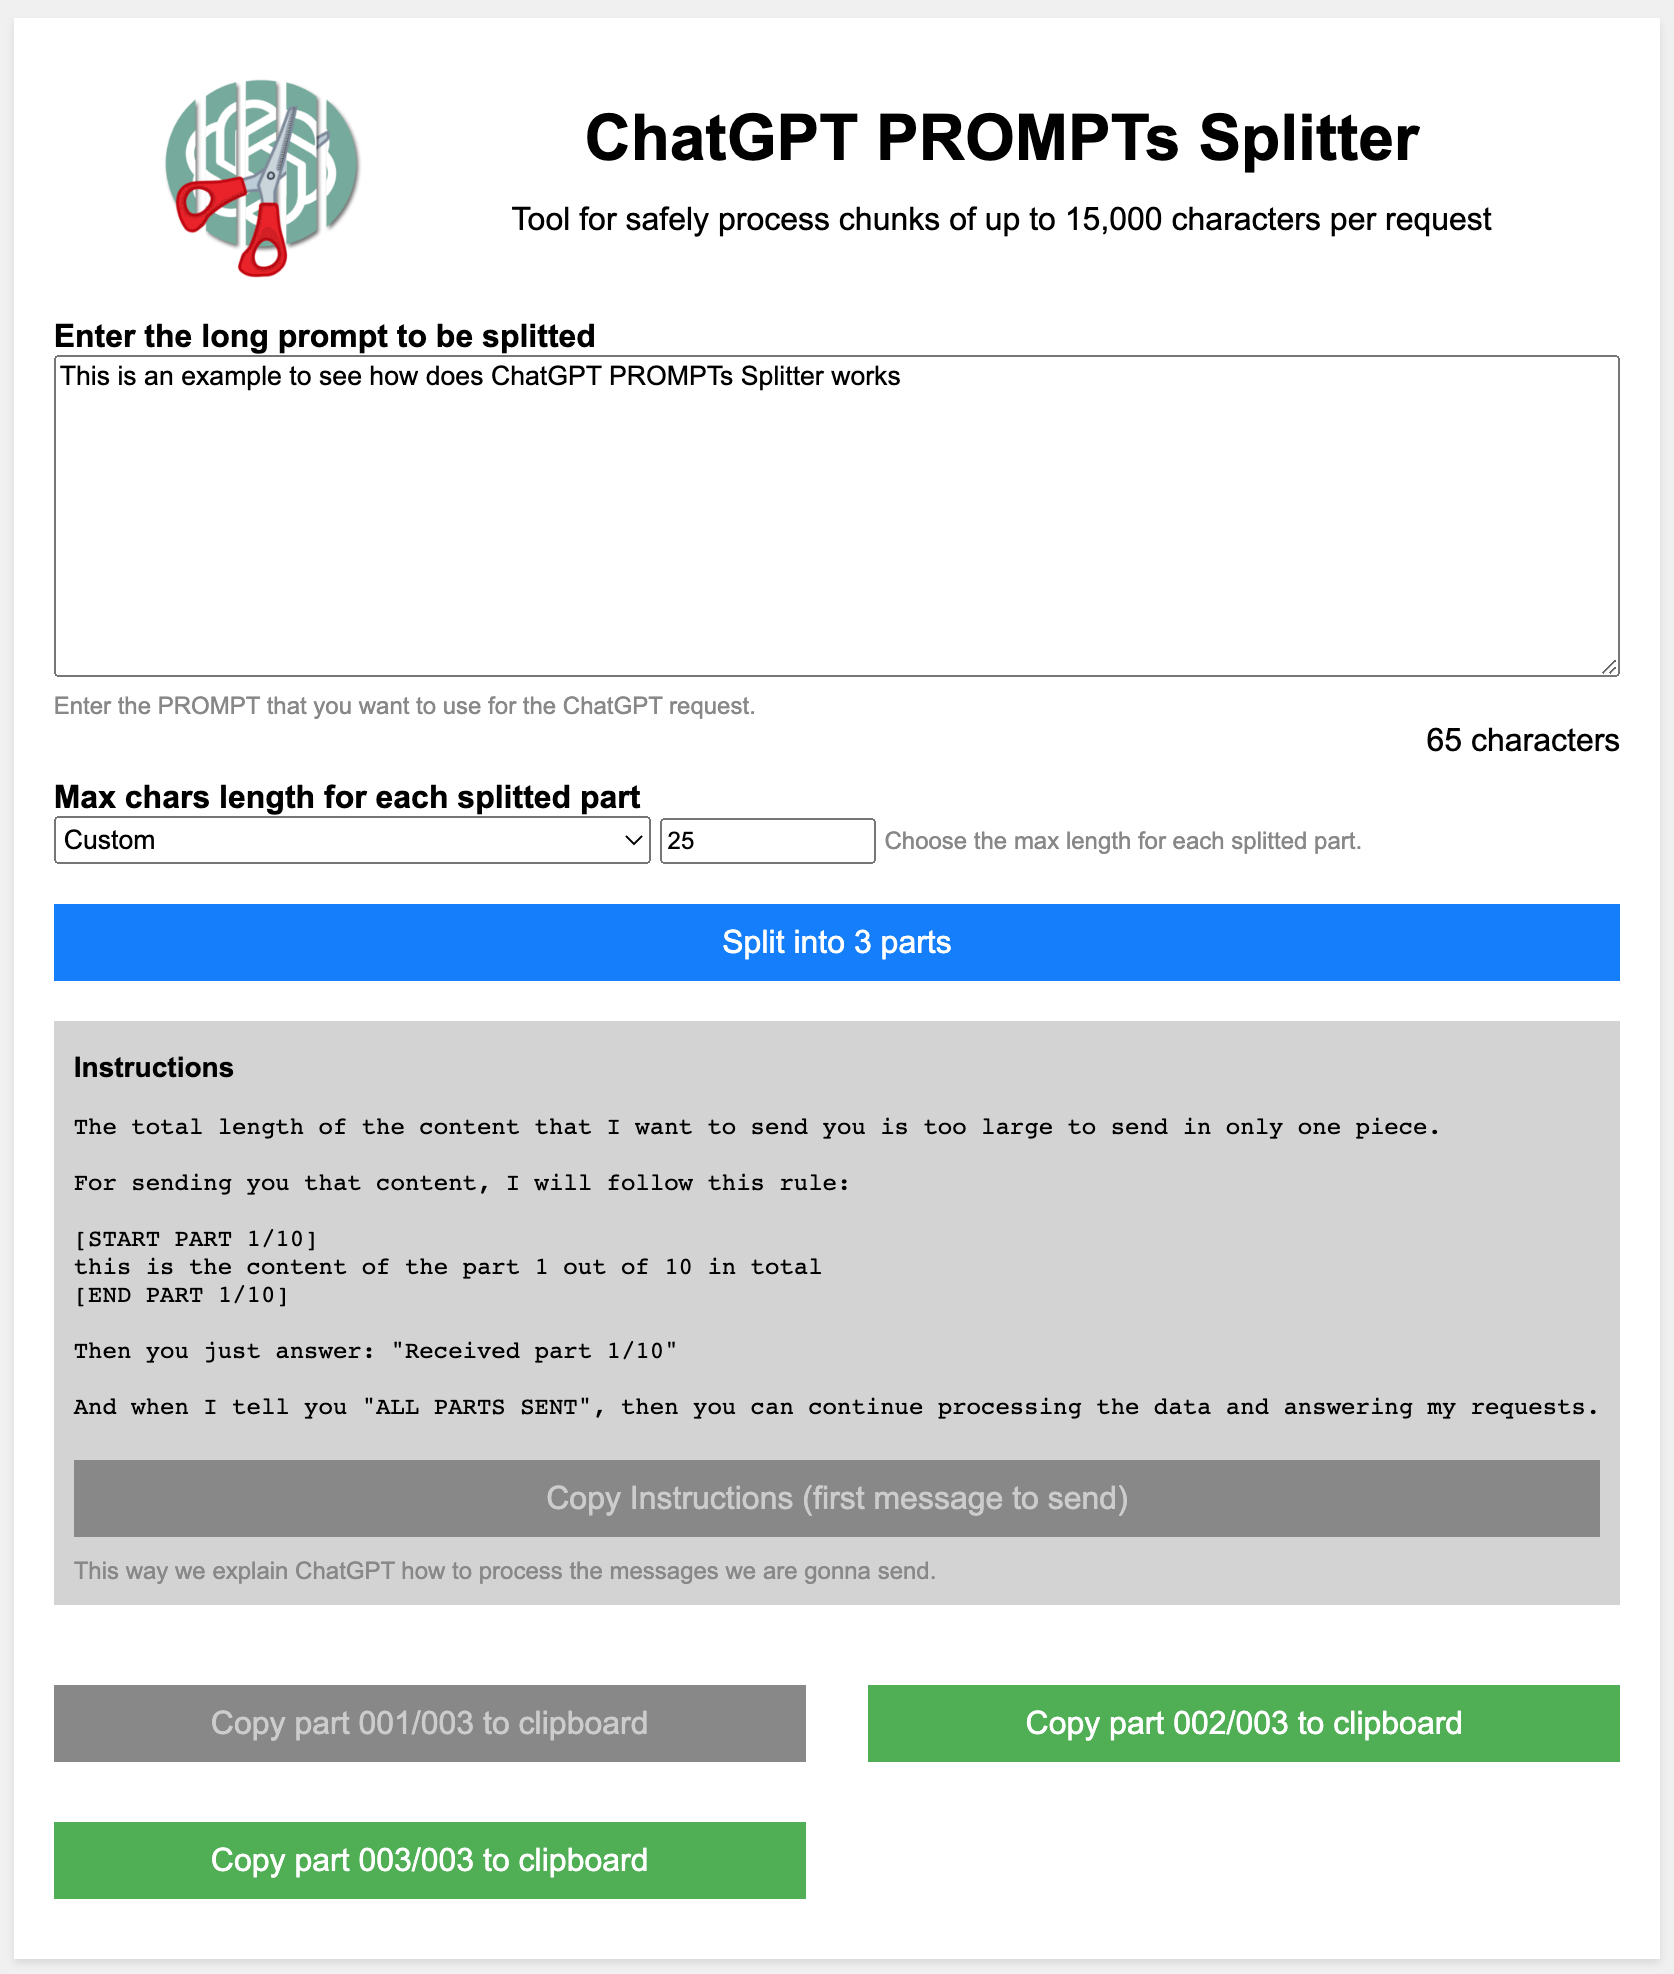 ChatGPT PROMPTs Splitter
Tool for safely process chunks of up to 15,000 characters per request
Enter the long prompt to be splitted
This is an example to see how does ChatGPT PROMPTs Splitter works
Enter the PROMPT that you want to use for the ChatGPT request.
65 characters
Max chars length for each splitted part
Custom 25 Choose the max length for each splitted part.
Split into 3 parts
Instructions
The total length of the content that I want to send you is too large to send in only one piece.
For sending you that content, I will follow this rule:
[START PART 1/10]
this is the content of the part 1 out of 10 in total
[END PART 1/10]
Then you just answer: "Received part 1/10"
And when I tell you "ALL PARTS SENT", then you can continue processing the data and answering my requests.
Copy Instructions (first message to send)
This way we explain ChatGPT how to process the messages we are gonna send.
Copy part 001/003 to clipboard
Copy part 002/003 to clipboard
Copy part 003/003 to clipboard